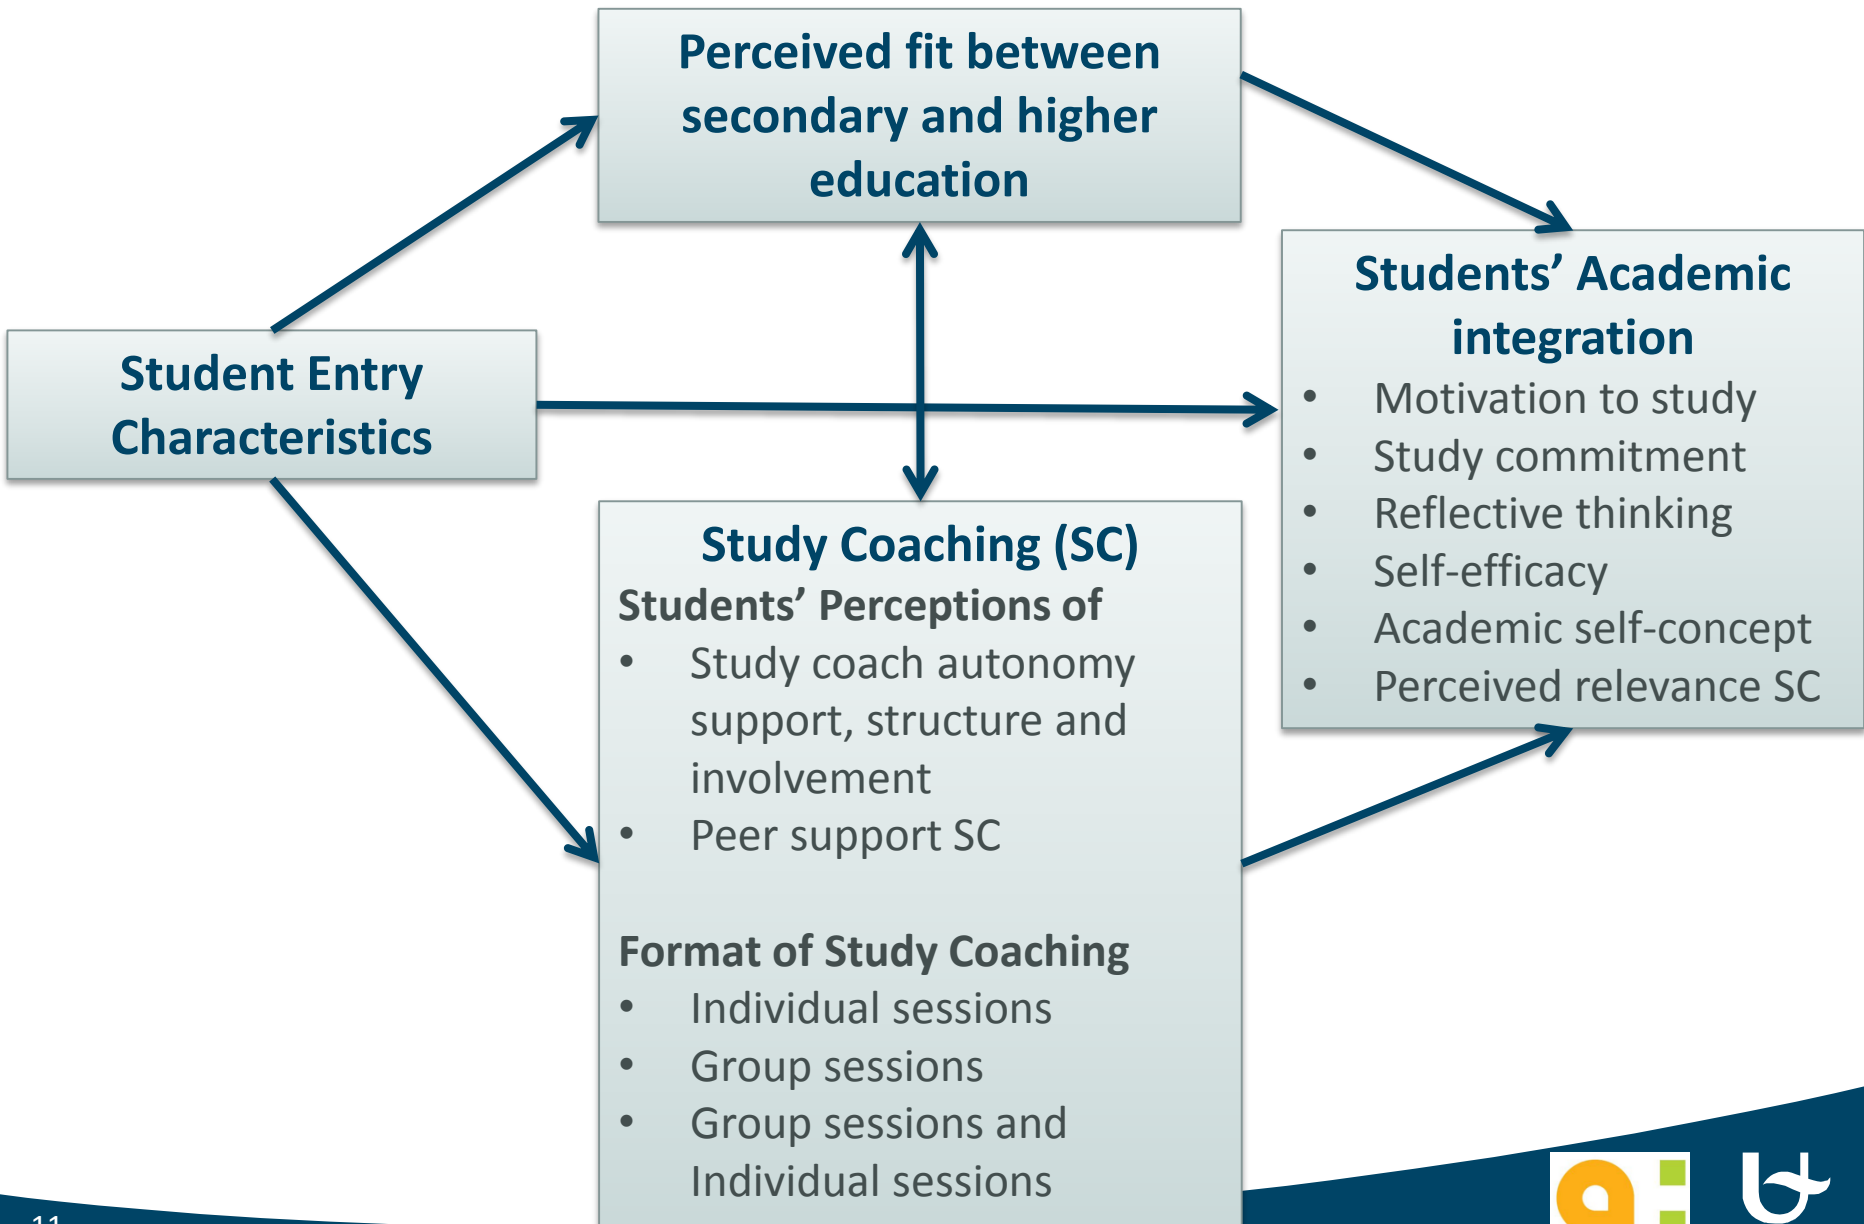 Perceived fit between
secondary and higher
education
Student Entry
Characteristics
Students’ Academic
integration
• Motivation to study
• Study commitment
• Reflective thinking
• Self-efficacy
• Academic self-concept
• Perceived relevance SC
Study Coaching (SC)
Students’ Perceptions of
• Study coach autonomy
support, structure and
involvement
• Peer support SC
Format of Study Coaching
• Individual sessions
• Group sessions
• Group sessions and
Individual sessions
11